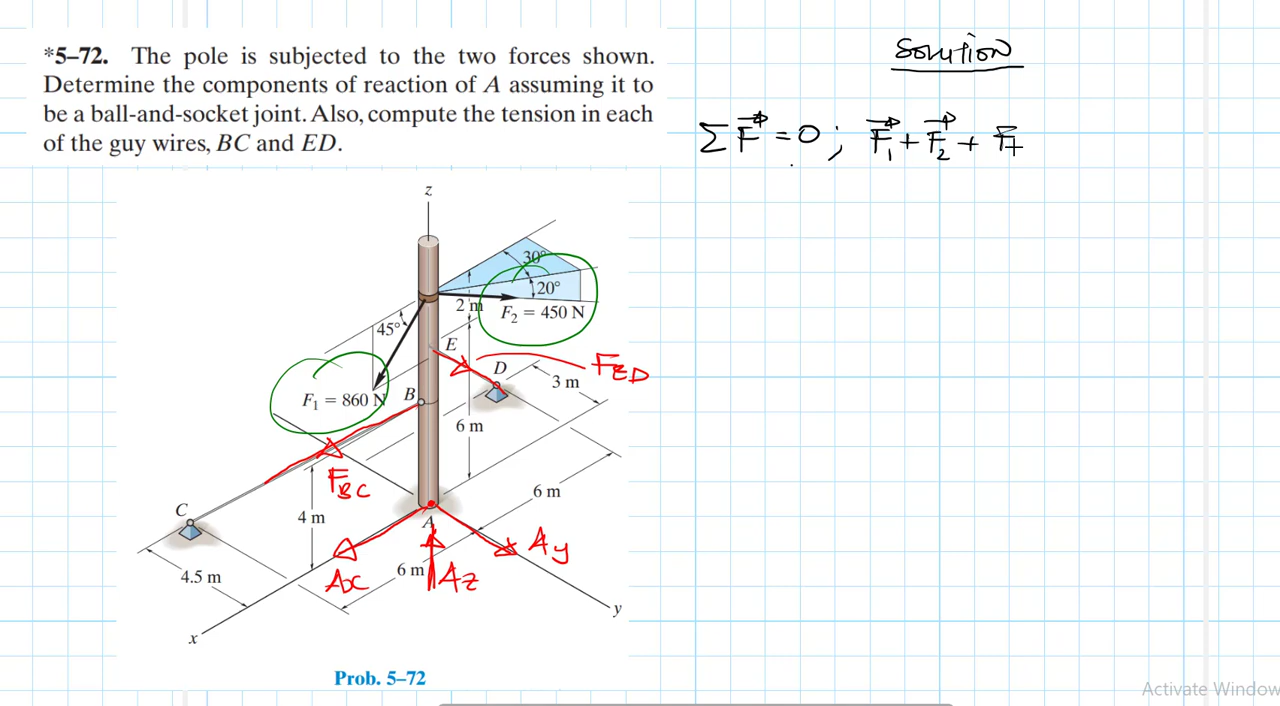 *5–72. The pole is subjected to the two forces shown.
Determine the components of reaction of A assuming it to
be a ball-and-socket joint. Also, compute the tension in each
of the guy wires, BC and ED.
Solution
ΣF = 0 ; F₁ + F₂ + F
z
30°
20°
2 m
F₂ = 450 N
45°
E
D
F_ED
3 m
F₁ = 860 N
B
6 m
F_BC
C
4 m
6 m
A
Ay
4.5 m
Ax
6 m
Az
y
x
Prob. 5–72
Activate Window